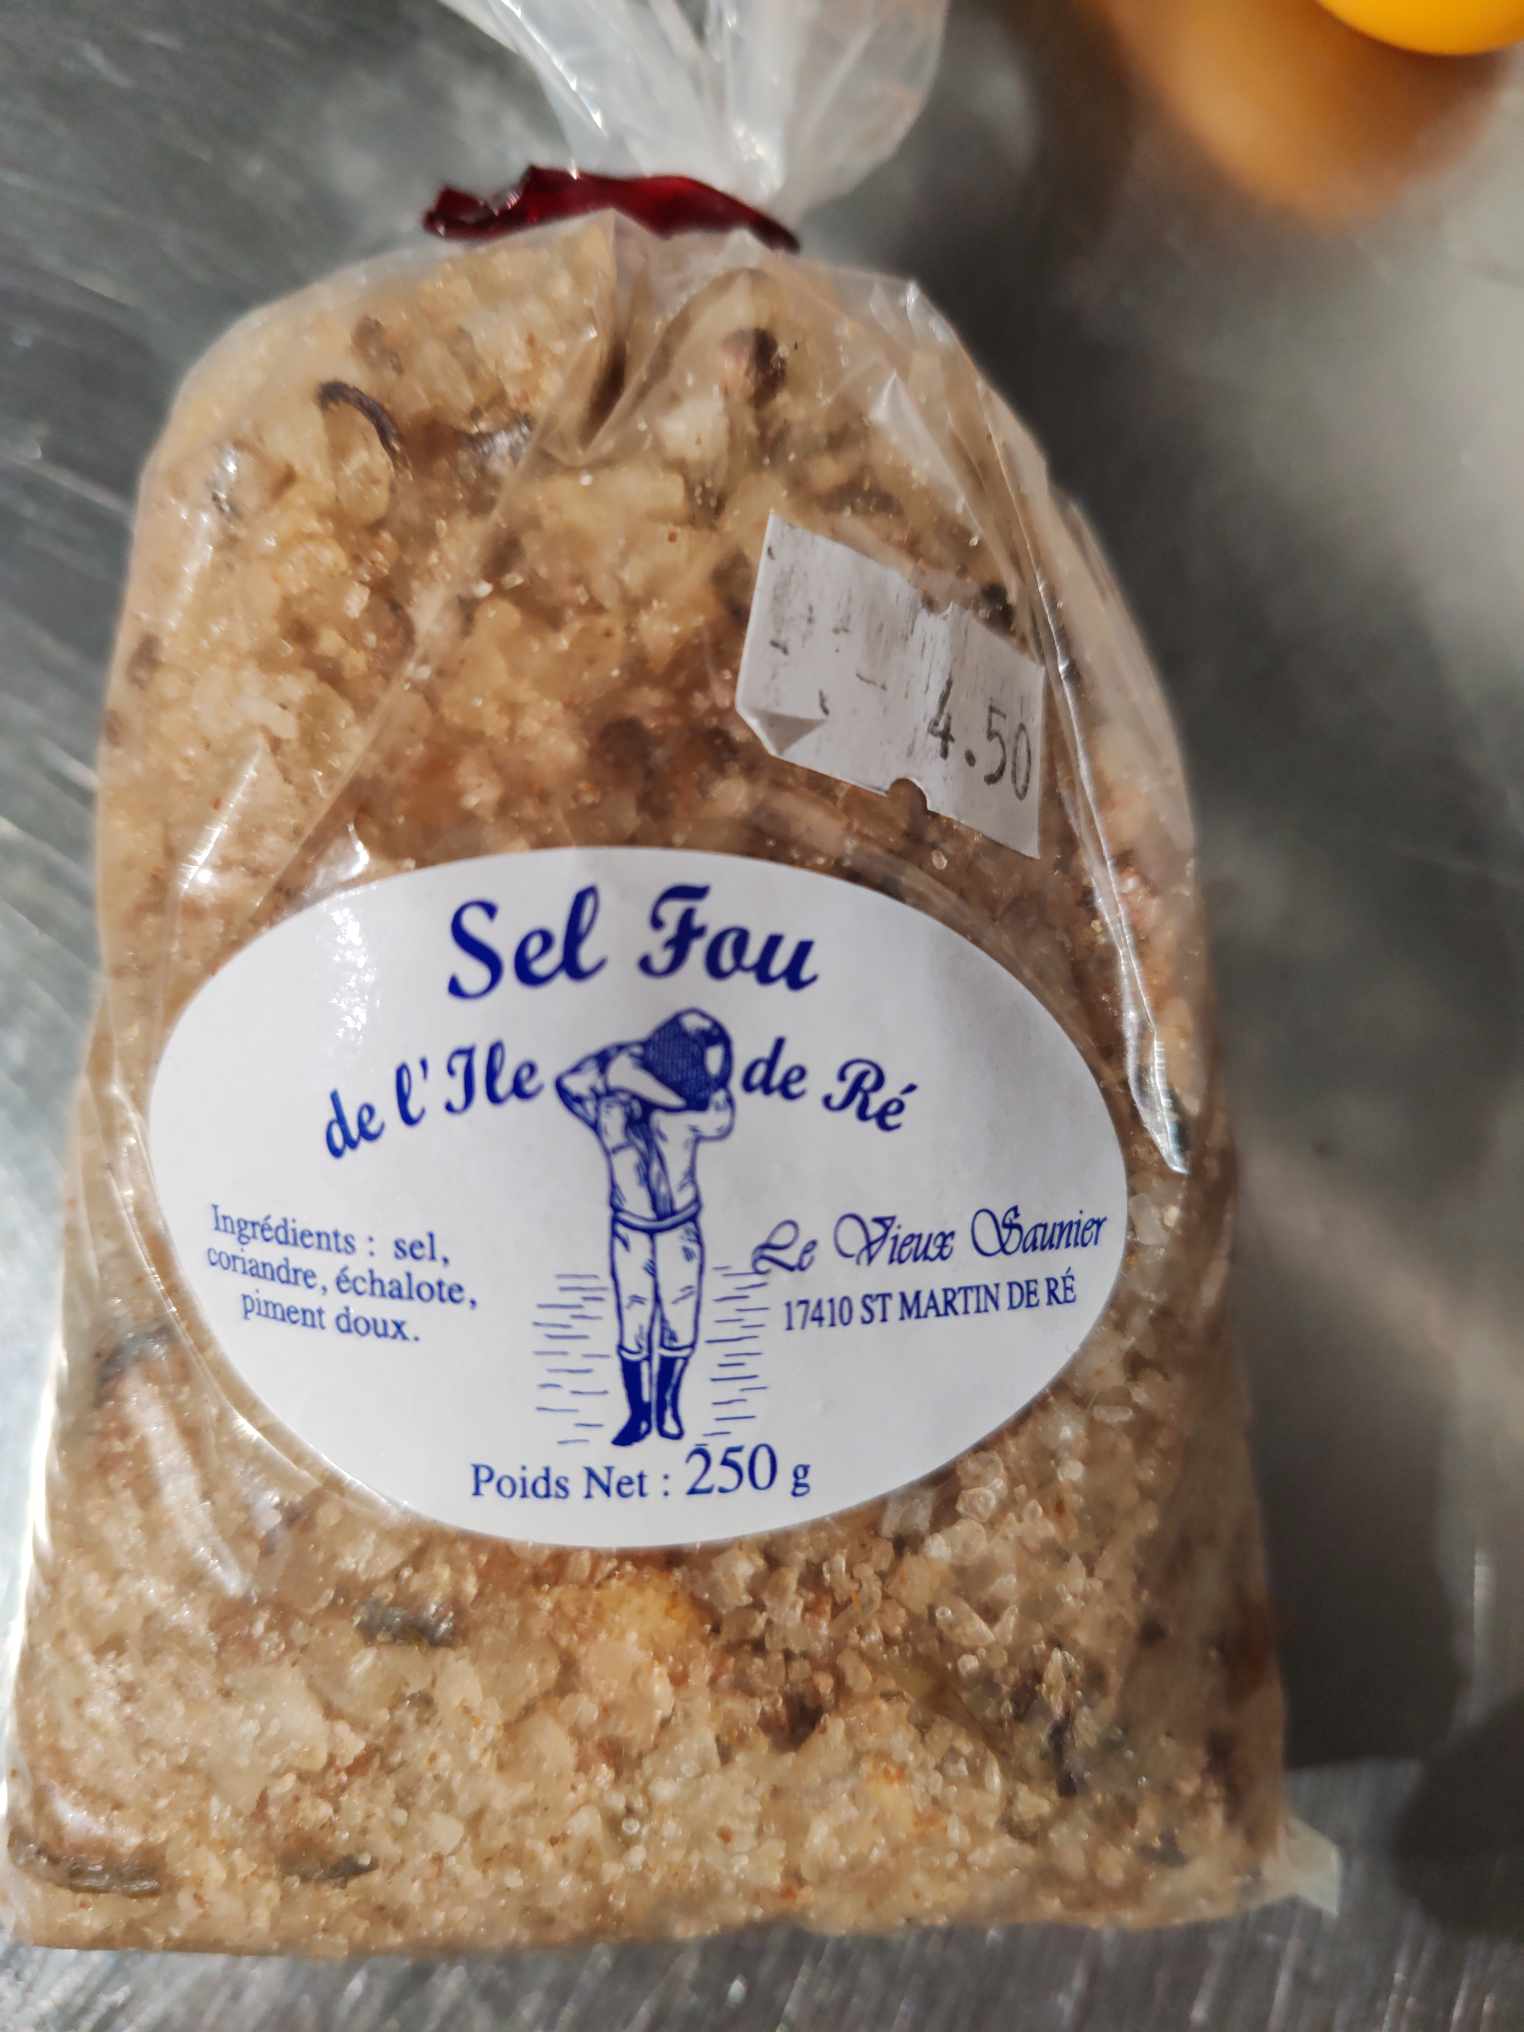 4.50
Sel Fou
de l'Ile de Ré
Ingrédients : sel,
coriandre, échalote,
piment doux.
Le Vieux Saunier
17410 ST MARTIN DE RÉ
Poids Net : 250 g